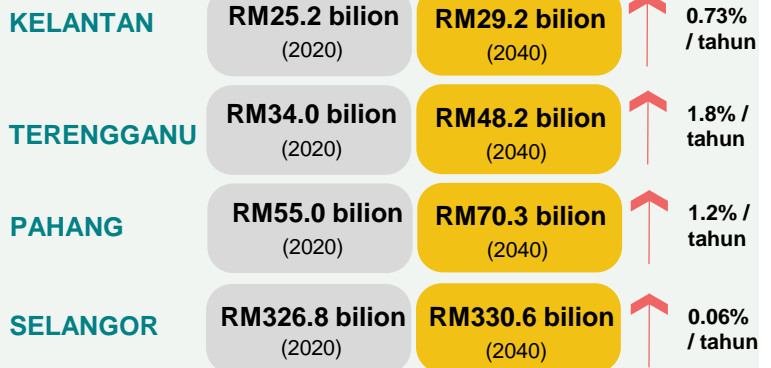 KELANTAN
RM25.2 bilion
(2020)
RM29.2 bilion
(2040)
0.73%
/ tahun
TERENGGANU
RM34.0 bilion
(2020)
RM48.2 bilion
(2040)
1.8% /
tahun
PAHANG
RM55.0 bilion
(2020)
RM70.3 bilion
(2040)
1.2% /
tahun
SELANGOR
RM326.8 bilion
(2020)
RM330.6 bilion
(2040)
0.06%
/ tahun